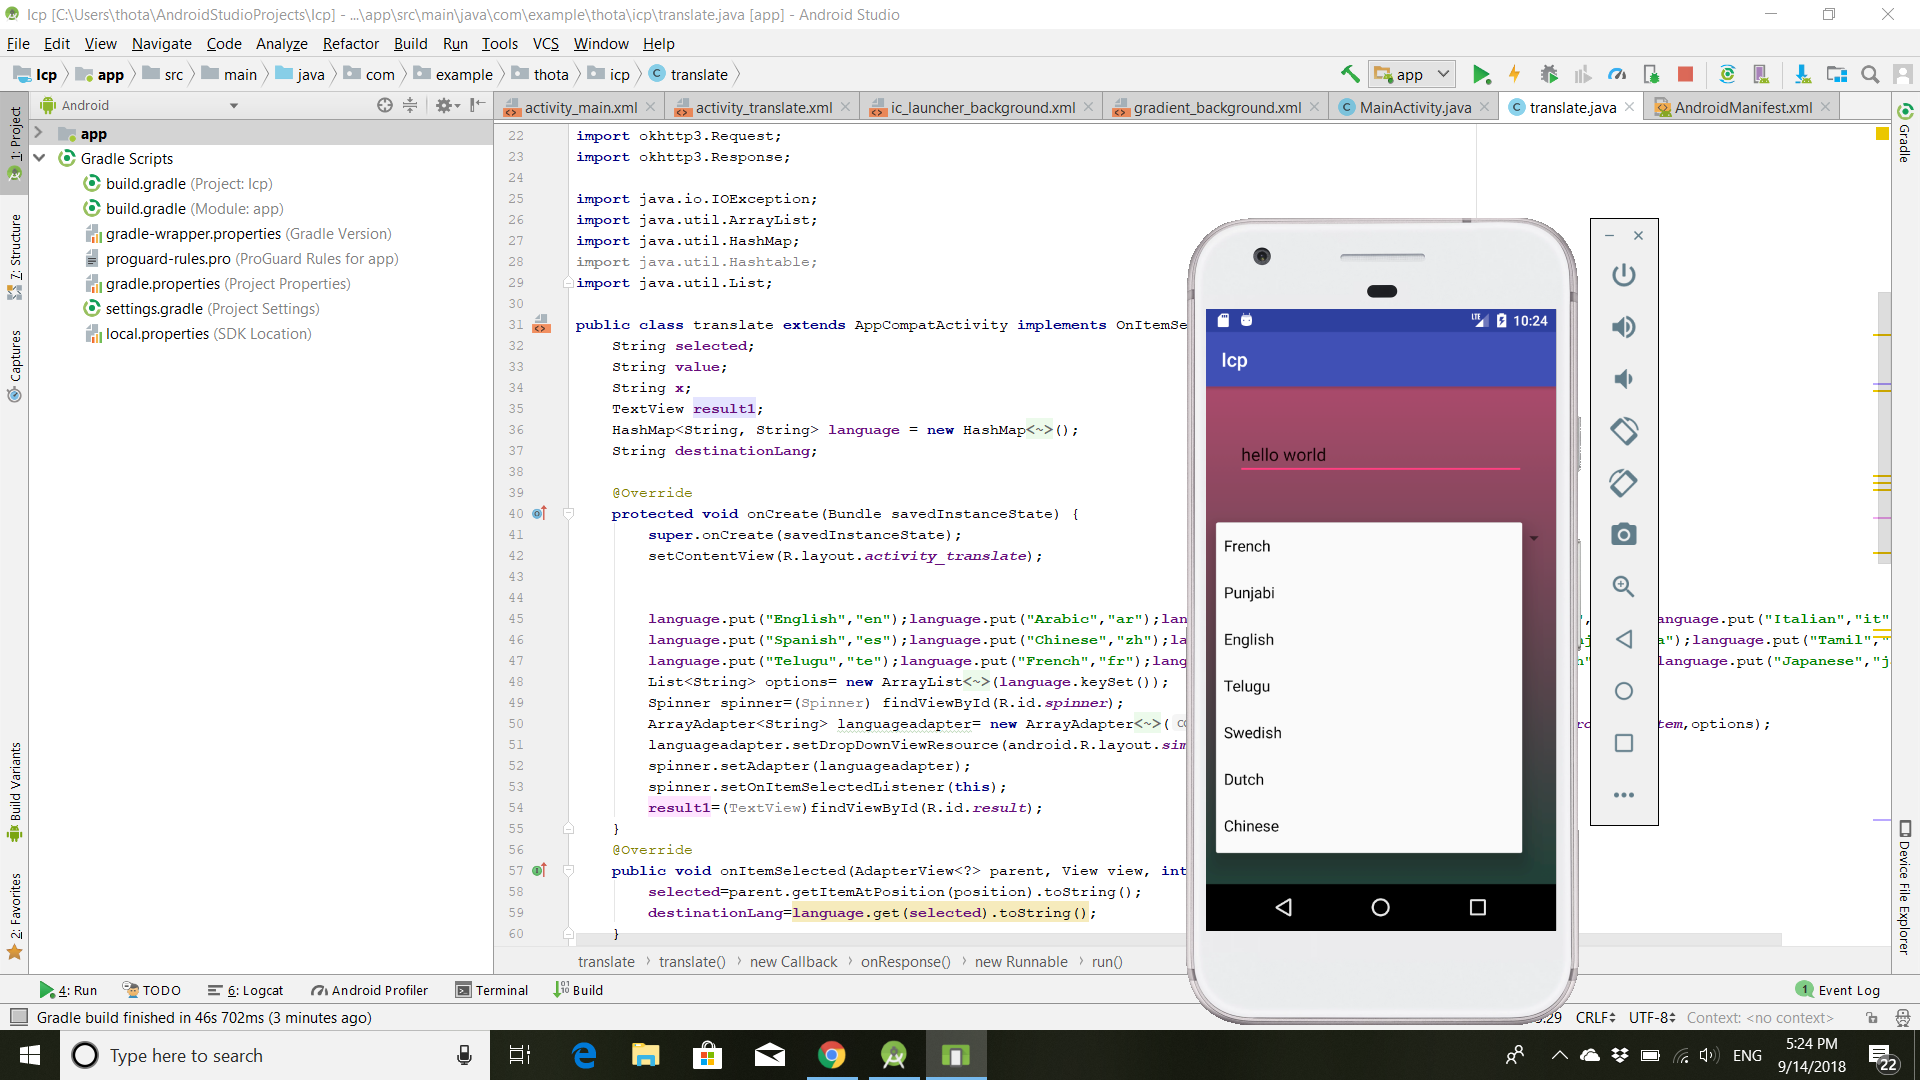 Icp [C:\Users\thota\AndroidStudioProjects\Icp] - ...\app\src\main\java\com\example\thota\icp\translate.java [app] - Android Studio
File Edit View Navigate Code Analyze Refactor Build Run Tools VCS Window Help
Icp app src main java com example thota icp translate app
Android
activity_main.xml activity_translate.xml ic_launcher_background.xml gradient_background.xml MainActivity.java translate.java AndroidManifest.xml
1: Project
7: Structure
Captures
Build Variants
2: Favorites
app
Gradle Scripts
build.gradle (Project: Icp)
build.gradle (Module: app)
gradle-wrapper.properties (Gradle Version)
proguard-rules.pro (ProGuard Rules for app)
gradle.properties (Project Properties)
settings.gradle (Project Settings)
local.properties (SDK Location)
22 import okhttp3.Request;
23 import okhttp3.Response;
24
25 import java.io.IOException;
26 import java.util.ArrayList;
27 import java.util.HashMap;
28 import java.util.Hashtable;
29 import java.util.List;
30
31 public class translate extends AppCompatActivity implements OnItemSe
32 String selected;
33 String value;
34 String x;
35 TextView result1;
36 HashMap<String, String> language = new HashMap<~>();
37 String destinationLang;
38
39 @Override
40 protected void onCreate(Bundle savedInstanceState) {
41 super.onCreate(savedInstanceState);
42 setContentView(R.layout.activity_translate);
43
44
45 language.put("English","en");language.put("Arabic","ar");lan ", language.put("Italian","it"
46 language.put("Spanish","es");language.put("Chinese","zh");la a");language.put("Tamil","
47 language.put("Telugu","te");language.put("French","fr");lang language.put("Japanese","j
48 List<String> options= new ArrayList<~>(language.keySet());
49 Spinner spinner=(Spinner) findViewById(R.id.spinner);
50 ArrayAdapter<String> languageadapter= new ArrayAdapter<~>( tem,options);
51 languageadapter.setDropDownViewResource(android.R.layout.sim
52 spinner.setAdapter(languageadapter);
53 spinner.setOnItemSelectedListener(this);
54 result1=(TextView)findViewById(R.id.result);
55 }
56 @Override
57 public void onItemSelected(AdapterView<?> parent, View view, int
58 selected=parent.getItemAtPosition(position).toString();
59 destinationLang=language.get(selected).toString();
60 }
translate › translate() › new Callback › onResponse() › new Runnable › run()
LTE 10:24
Icp
hello world
French
Punjabi
English
Telugu
Swedish
Dutch
Chinese
Gradle
Device File Explorer
4: Run TODO 6: Logcat Android Profiler Terminal Build 1 Event Log
Gradle build finished in 46s 702ms (3 minutes ago) :29 CRLF UTF-8 Context: <no context>
Type here to search
ENG
5:24 PM
9/14/2018
22